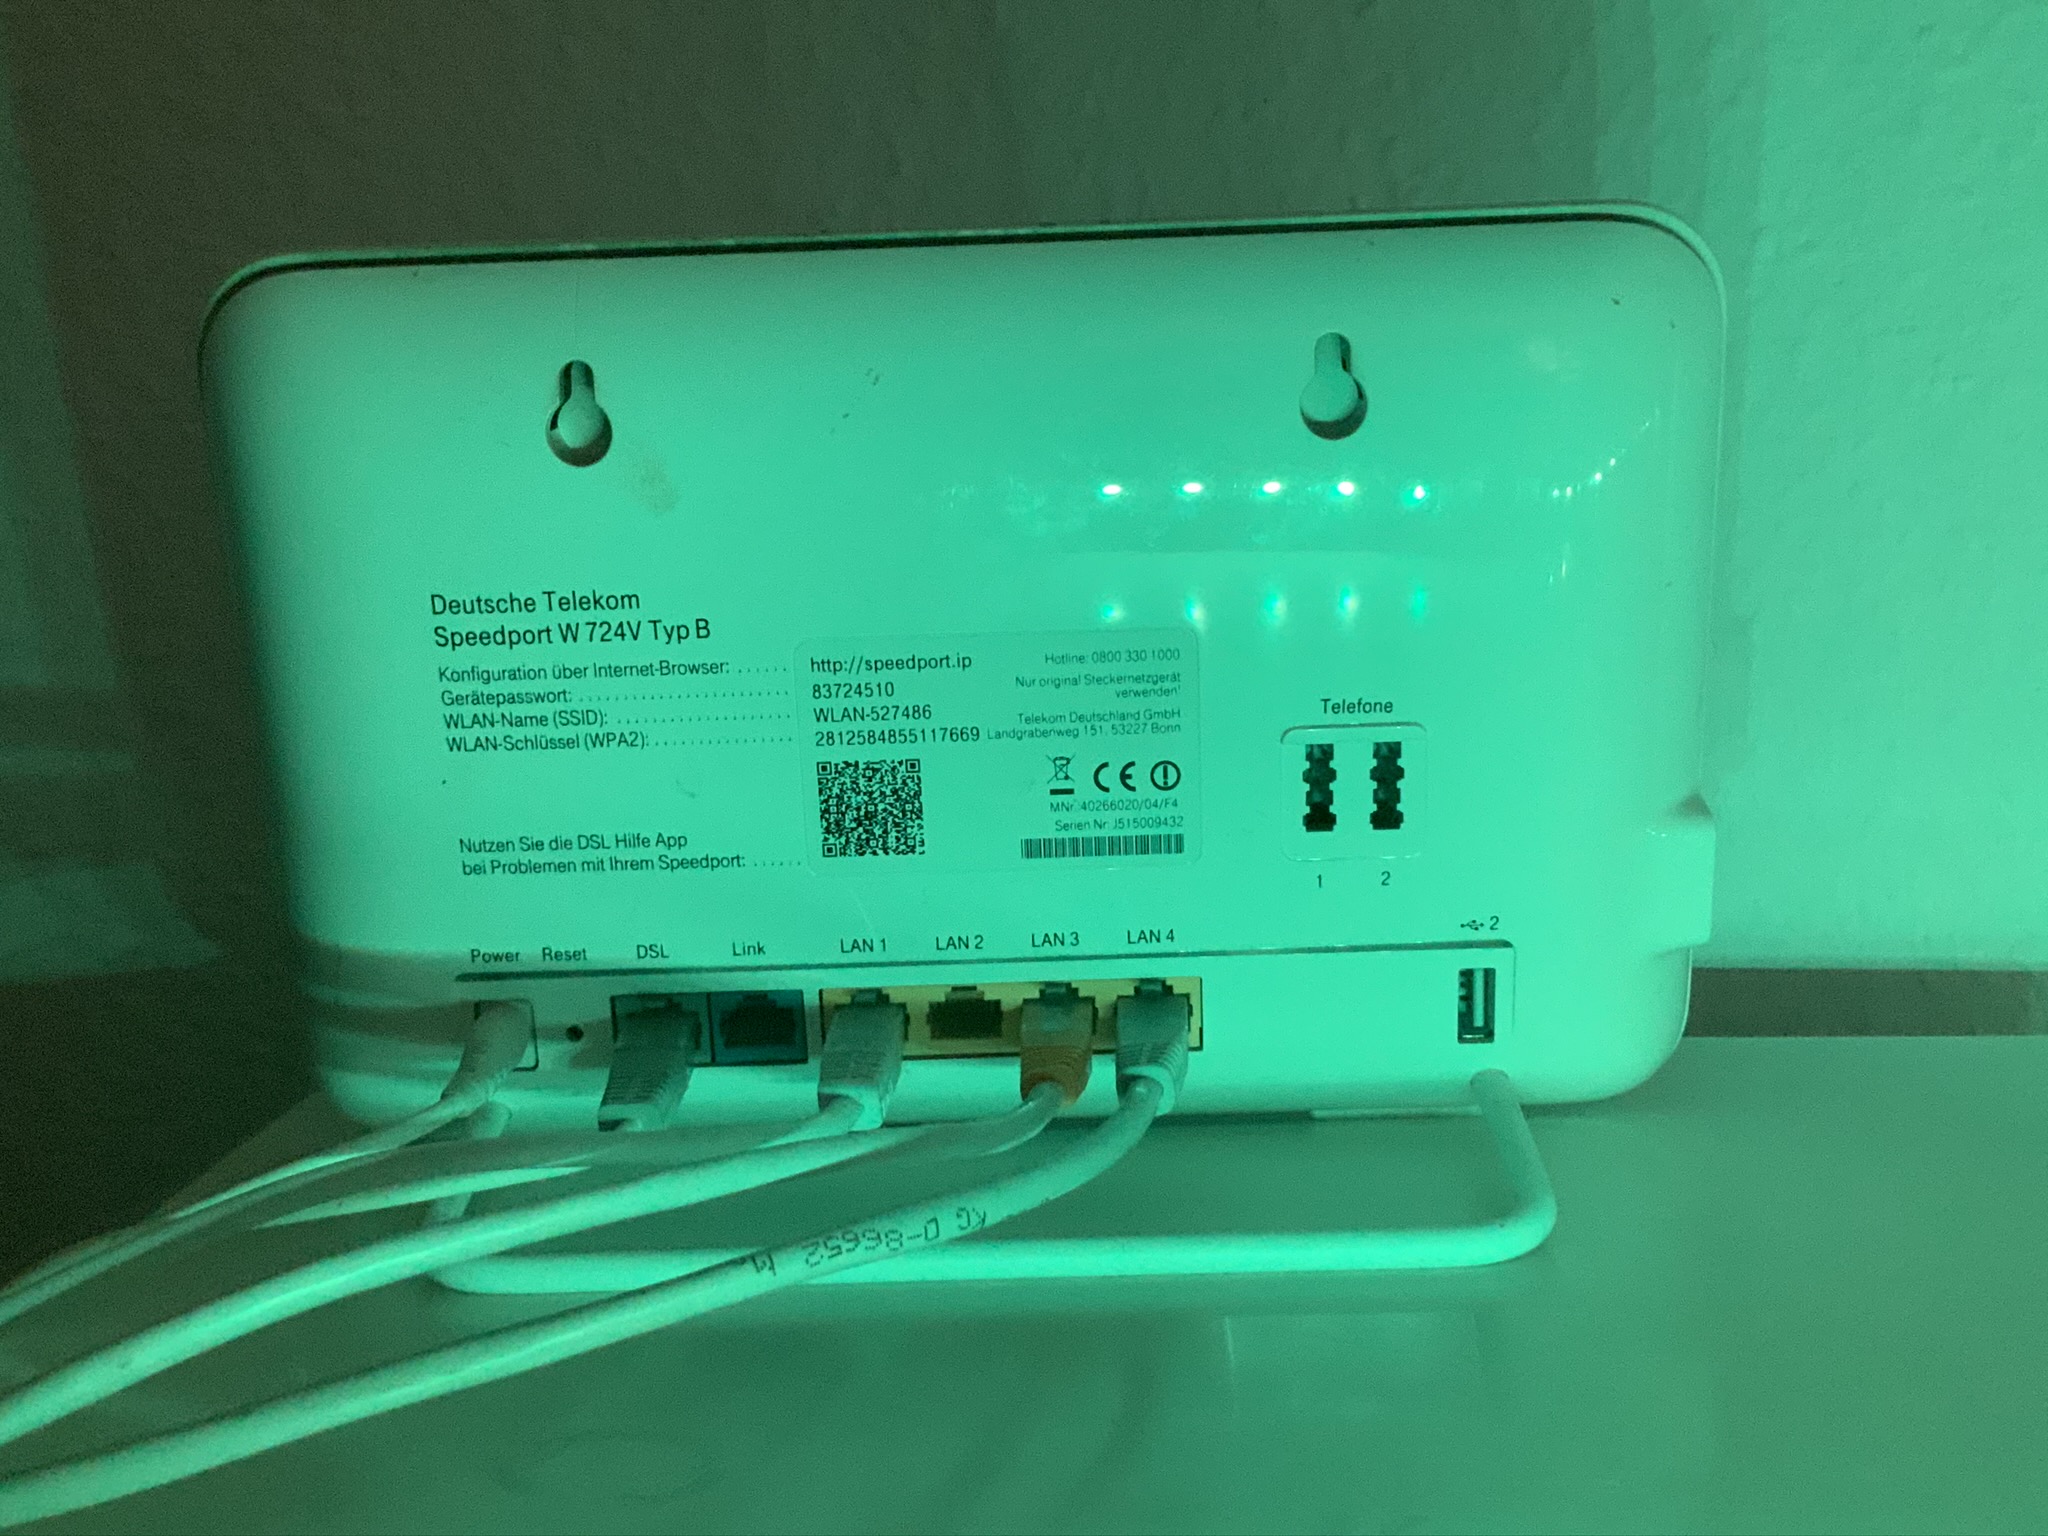 Deutsche Telekom
Speedport W 724V Typ B
Konfiguration über Internet-Browser: ...... http://speedport.ip
Gerätepasswort: ........................ 83724510
WLAN-Name (SSID): .................... WLAN-527486
WLAN-Schlüssel (WPA2): ................ 2812584855117669
Hotline: 0800 330 1000
Nur original Steckernetzgerät
verwenden!
Telekom Deutschland GmbH
Landgrabenweg 151, 53227 Bonn
CE
MNr.:40266020/04/F4
Serien Nr: J515009432
Nutzen Sie die DSL Hilfe App
bei Problemen mit Ihrem Speedport: ......
Telefone
1 2
2
Power Reset DSL Link LAN 1 LAN 2 LAN 3 LAN 4
KG D-86652